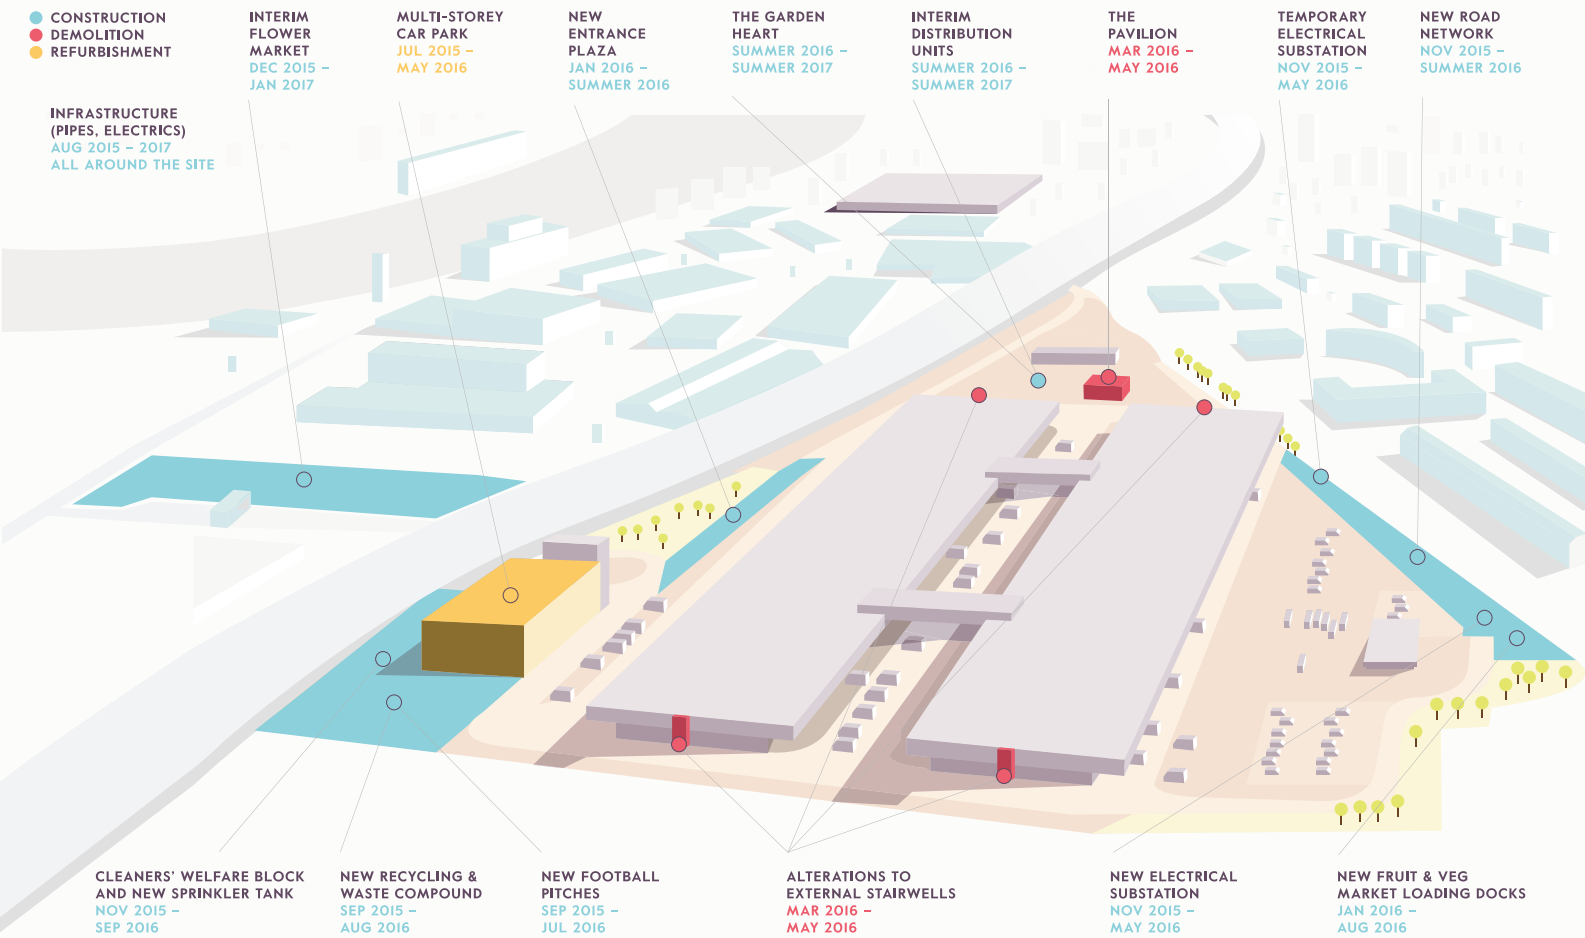 CONSTRUCTION
DEMOLITION
REFURBISHMENT
INFRASTRUCTURE
(PIPES, ELECTRICS)
AUG 2015 – 2017
ALL AROUND THE SITE
INTERIM
FLOWER
MARKET
DEC 2015 –
JAN 2017
MULTI-STOREY
CAR PARK
JUL 2015 –
MAY 2016
NEW
ENTRANCE
PLAZA
JAN 2016 –
SUMMER 2016
THE GARDEN
HEART
SUMMER 2016 –
SUMMER 2017
INTERIM
DISTRIBUTION
UNITS
SUMMER 2016 –
SUMMER 2017
THE
PAVILION
MAR 2016 –
MAY 2016
TEMPORARY
ELECTRICAL
SUBSTATION
NOV 2015 –
MAY 2016
NEW ROAD
NETWORK
NOV 2015 –
SUMMER 2016
CLEANERS’ WELFARE BLOCK
AND NEW SPRINKLER TANK
NOV 2015 –
SEP 2016
NEW RECYCLING &
WASTE COMPOUND
SEP 2015 –
AUG 2016
NEW FOOTBALL
PITCHES
SEP 2015 –
JUL 2016
ALTERATIONS TO
EXTERNAL STAIRWELLS
MAR 2016 –
MAY 2016
NEW ELECTRICAL
SUBSTATION
NOV 2015 –
MAY 2016
NEW FRUIT & VEG
MARKET LOADING DOCKS
JAN 2016 –
AUG 2016